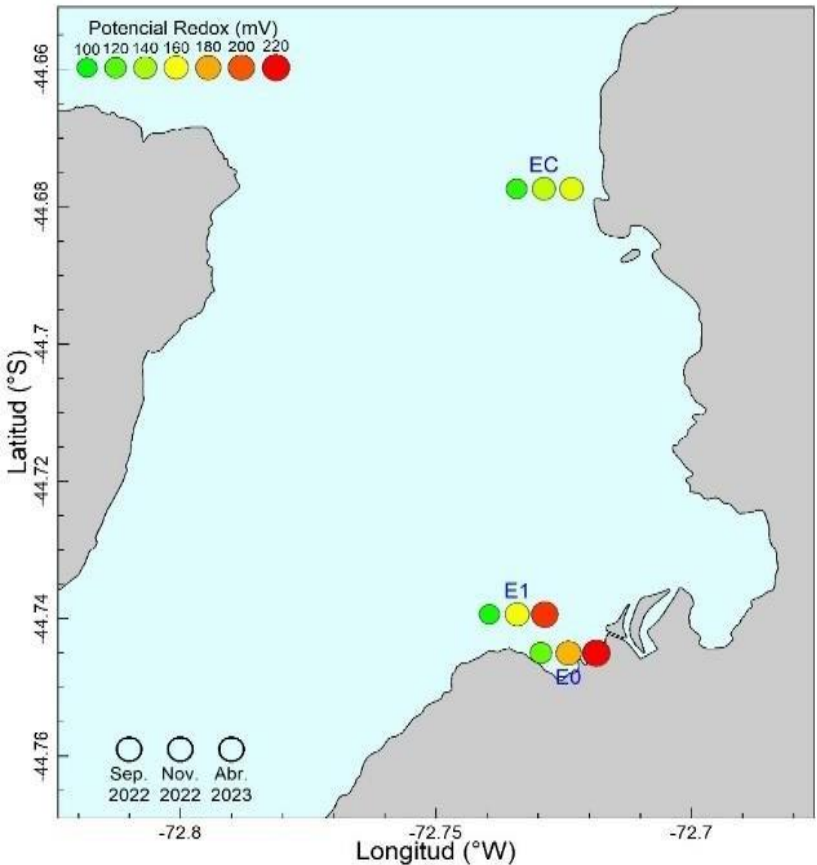 Potencial Redox (mV)
100 120 140 160 180 200 220
-44.66
EC
-44.68
-44.7
Latitud (°S)
-44.72
E1
-44.74
E0
-44.76
Sep. Nov. Abr.
2022 2022 2023
-72.8 -72.75 -72.7
Longitud (°W)